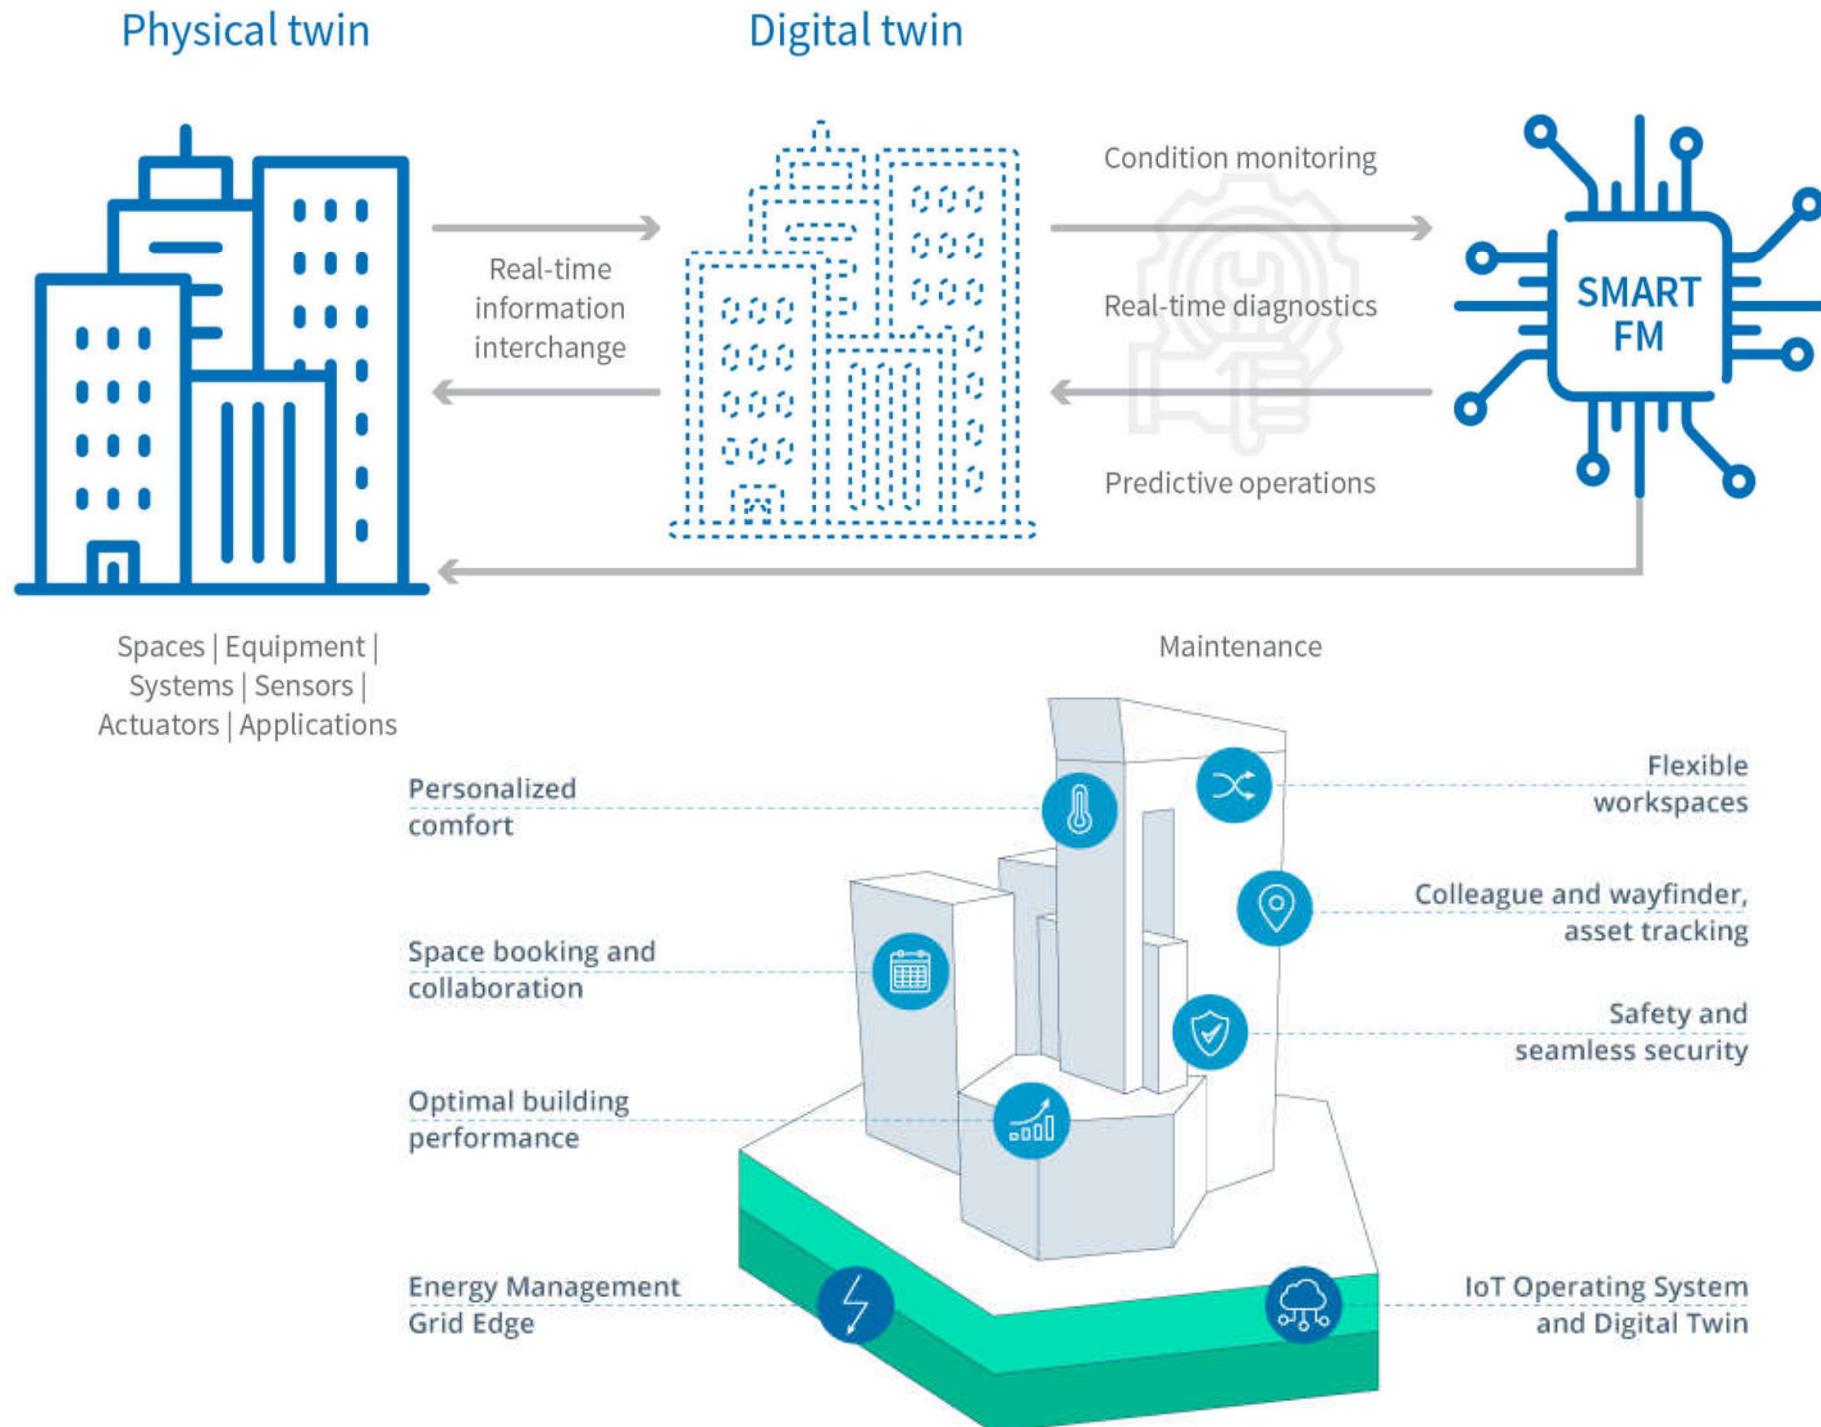 Physical twin
Digital twin
Condition monitoring
Real-time
information
interchange
Real-time diagnostics
SMART
FM
Predictive operations
Spaces | Equipment |
Systems | Sensors |
Actuators | Applications
Maintenance
Personalized
comfort
Flexible
workspaces
Colleague and wayfinder,
asset tracking
Space booking and
collaboration
Safety and
seamless security
Optimal building
performance
Energy Management
Grid Edge
IoT Operating System
and Digital Twin